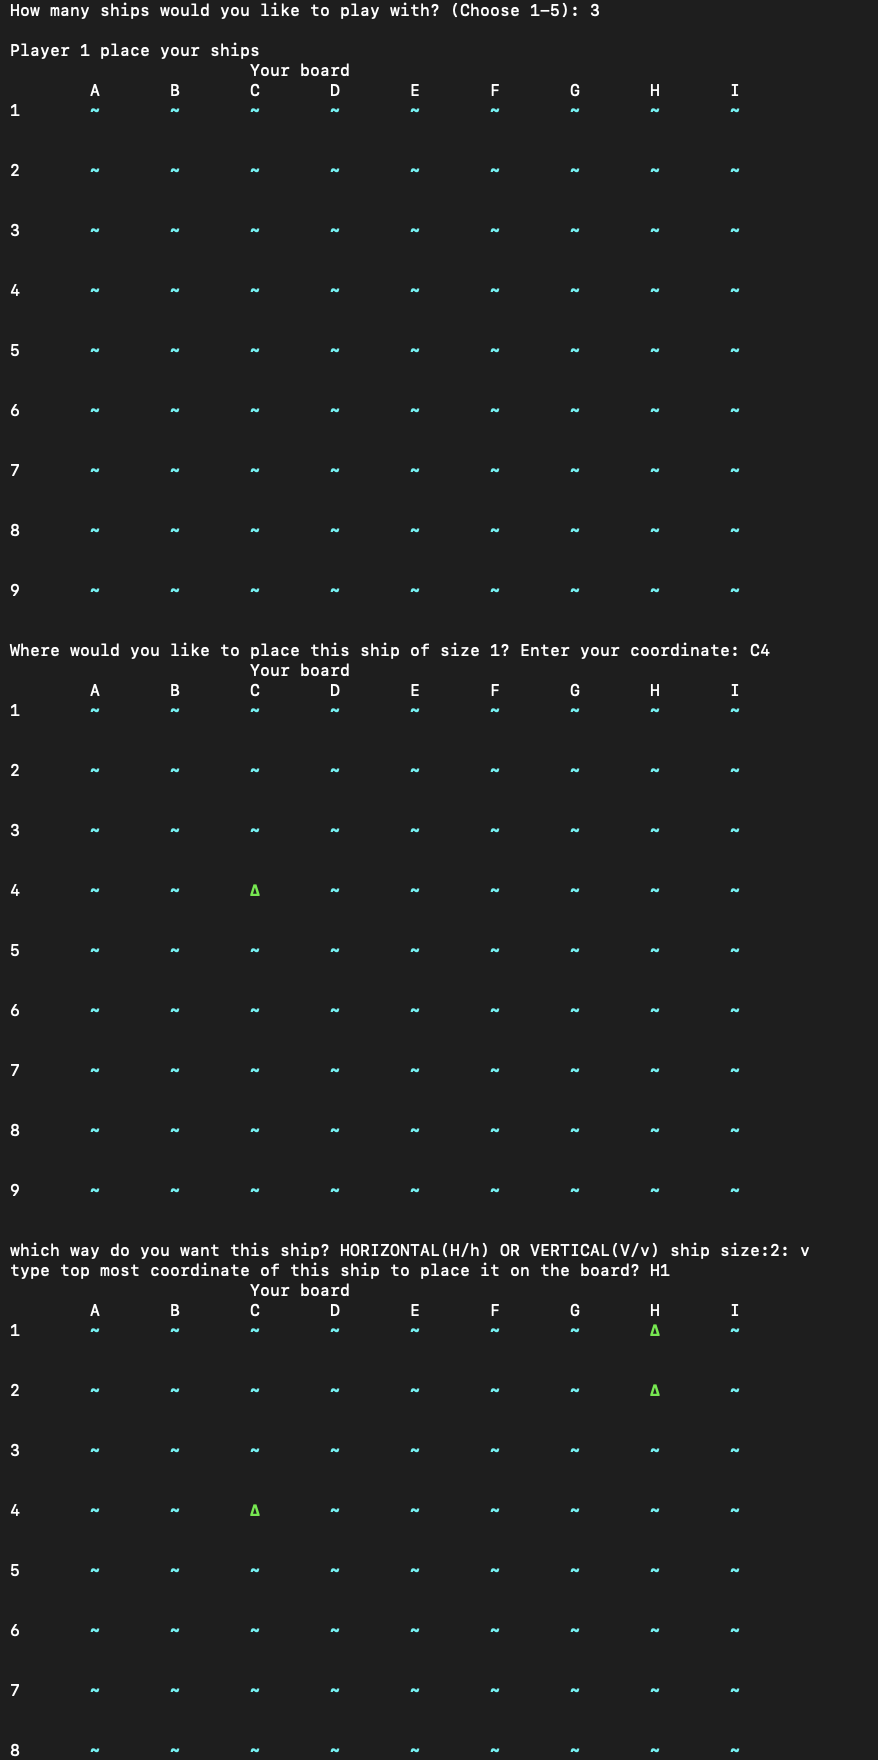 How many ships would you like to play with? (Choose 1-5): 3
Player 1 place your ships
Your board
A B C D E F G H I
1 ~ ~ ~ ~ ~ ~ ~ ~ ~
2 ~ ~ ~ ~ ~ ~ ~ ~ ~
3 ~ ~ ~ ~ ~ ~ ~ ~ ~
4 ~ ~ ~ ~ ~ ~ ~ ~ ~
5 ~ ~ ~ ~ ~ ~ ~ ~ ~
6 ~ ~ ~ ~ ~ ~ ~ ~ ~
7 ~ ~ ~ ~ ~ ~ ~ ~ ~
8 ~ ~ ~ ~ ~ ~ ~ ~ ~
9 ~ ~ ~ ~ ~ ~ ~ ~ ~
Where would you like to place this ship of size 1? Enter your coordinate: C4
Your board
A B C D E F G H I
1 ~ ~ ~ ~ ~ ~ ~ ~ ~
2 ~ ~ ~ ~ ~ ~ ~ ~ ~
3 ~ ~ ~ ~ ~ ~ ~ ~ ~
4 ~ ~ ∆ ~ ~ ~ ~ ~ ~
5 ~ ~ ~ ~ ~ ~ ~ ~ ~
6 ~ ~ ~ ~ ~ ~ ~ ~ ~
7 ~ ~ ~ ~ ~ ~ ~ ~ ~
8 ~ ~ ~ ~ ~ ~ ~ ~ ~
9 ~ ~ ~ ~ ~ ~ ~ ~ ~
which way do you want this ship? HORIZONTAL(H/h) OR VERTICAL(V/v) ship size:2: v
type top most coordinate of this ship to place it on the board? H1
Your board
A B C D E F G H I
1 ~ ~ ~ ~ ~ ~ ~ ∆ ~
2 ~ ~ ~ ~ ~ ~ ~ ∆ ~
3 ~ ~ ~ ~ ~ ~ ~ ~ ~
4 ~ ~ ∆ ~ ~ ~ ~ ~ ~
5 ~ ~ ~ ~ ~ ~ ~ ~ ~
6 ~ ~ ~ ~ ~ ~ ~ ~ ~
7 ~ ~ ~ ~ ~ ~ ~ ~ ~
8 ~ ~ ~ ~ ~ ~ ~ ~ ~